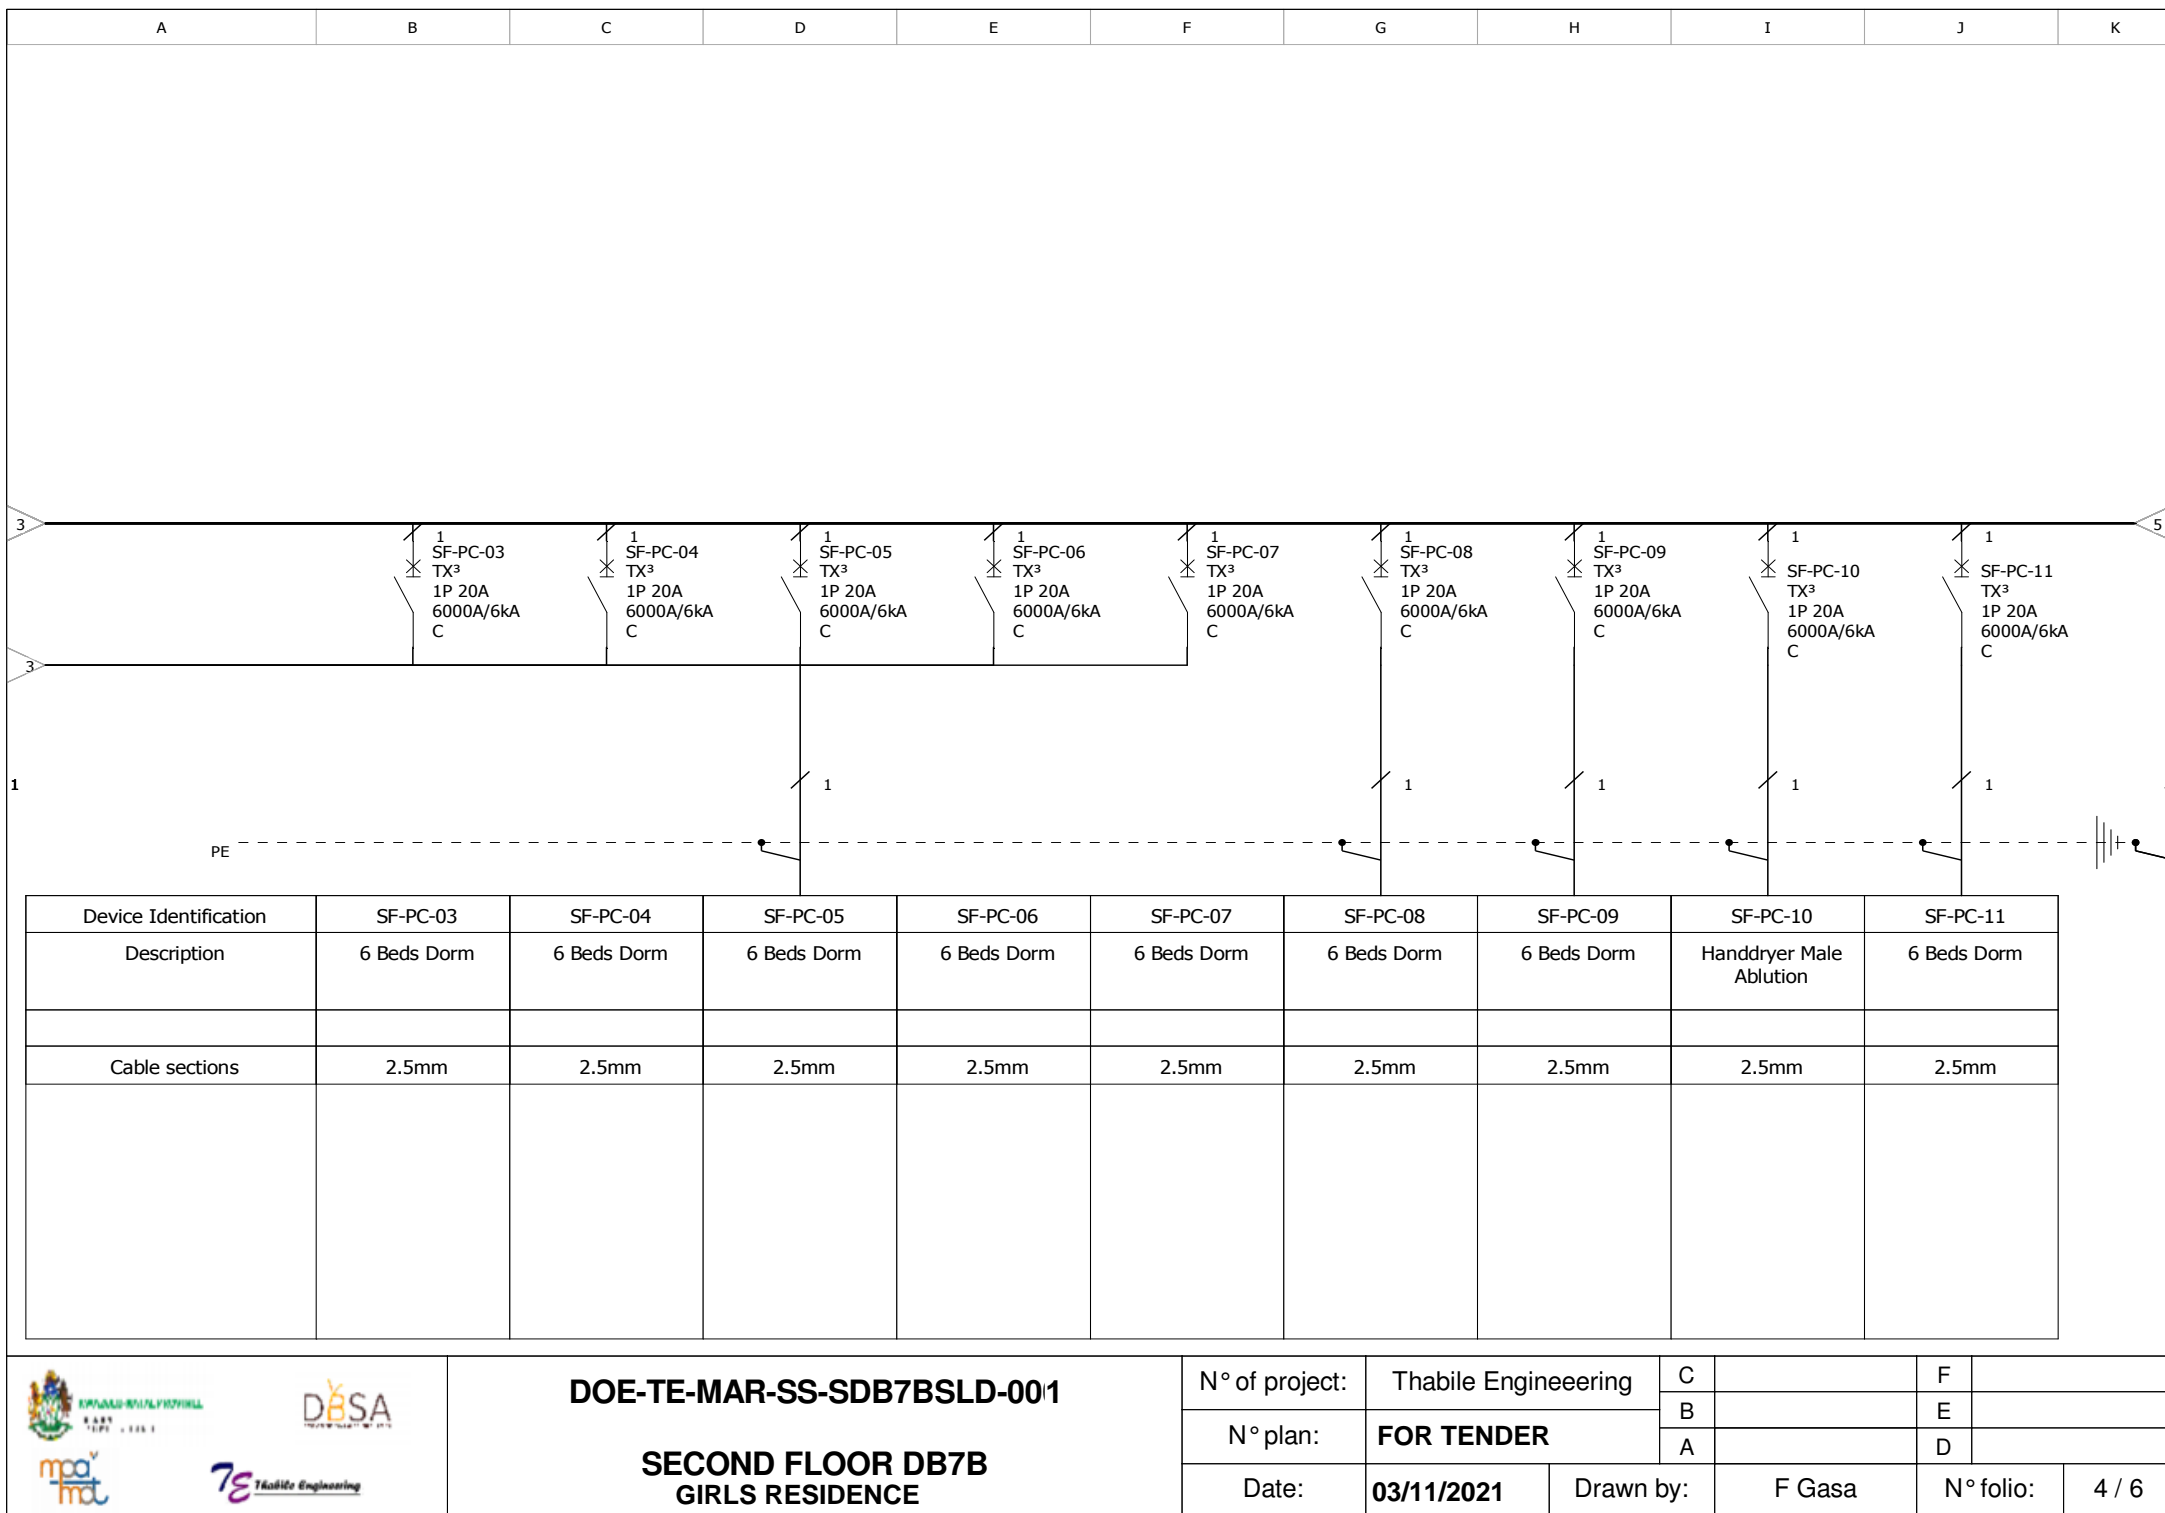 A B C D E F G H I J K
3 5
1 1 1 1 1 1 1 1 1
SF-PC-03 SF-PC-04 SF-PC-05 SF-PC-06 SF-PC-07 SF-PC-08 SF-PC-09 SF-PC-10 SF-PC-11
TX³ TX³ TX³ TX³ TX³ TX³ TX³ TX³ TX³
1P 20A 1P 20A 1P 20A 1P 20A 1P 20A 1P 20A 1P 20A 1P 20A 1P 20A
6000A/6kA 6000A/6kA 6000A/6kA 6000A/6kA 6000A/6kA 6000A/6kA 6000A/6kA 6000A/6kA 6000A/6kA
C C C C C C C C C
3
1 1 1 1 1 1
PE
Device Identification SF-PC-03 SF-PC-04 SF-PC-05 SF-PC-06 SF-PC-07 SF-PC-08 SF-PC-09 SF-PC-10 SF-PC-11
Description 6 Beds Dorm 6 Beds Dorm 6 Beds Dorm 6 Beds Dorm 6 Beds Dorm 6 Beds Dorm 6 Beds Dorm Handdryer Male Ablution 6 Beds Dorm
Cable sections 2.5mm 2.5mm 2.5mm 2.5mm 2.5mm 2.5mm 2.5mm 2.5mm 2.5mm
DBSA
mpa
mot
TE Thabile Engineering
DOE-TE-MAR-SS-SDB7BSLD-001
SECOND FLOOR DB7B
GIRLS RESIDENCE
N° of project: Thabile Engineeering C F
B E
N° plan: FOR TENDER A D
Date: 03/11/2021 Drawn by: F Gasa N° folio: 4 / 6